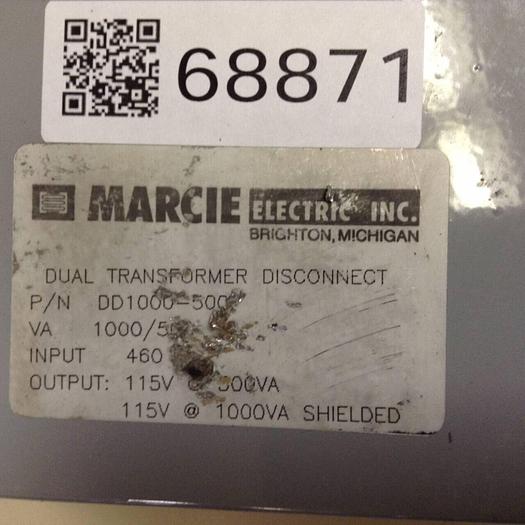 68871
MARCIE ELECTRIC INC.
BRIGHTON, MICHIGAN
DUAL TRANSFORMER DISCONNECT
P/N DD1000-500
VA 1000/
INPUT 460
OUTPUT: 115V @ 500VA
115V @ 1000VA SHIELDED